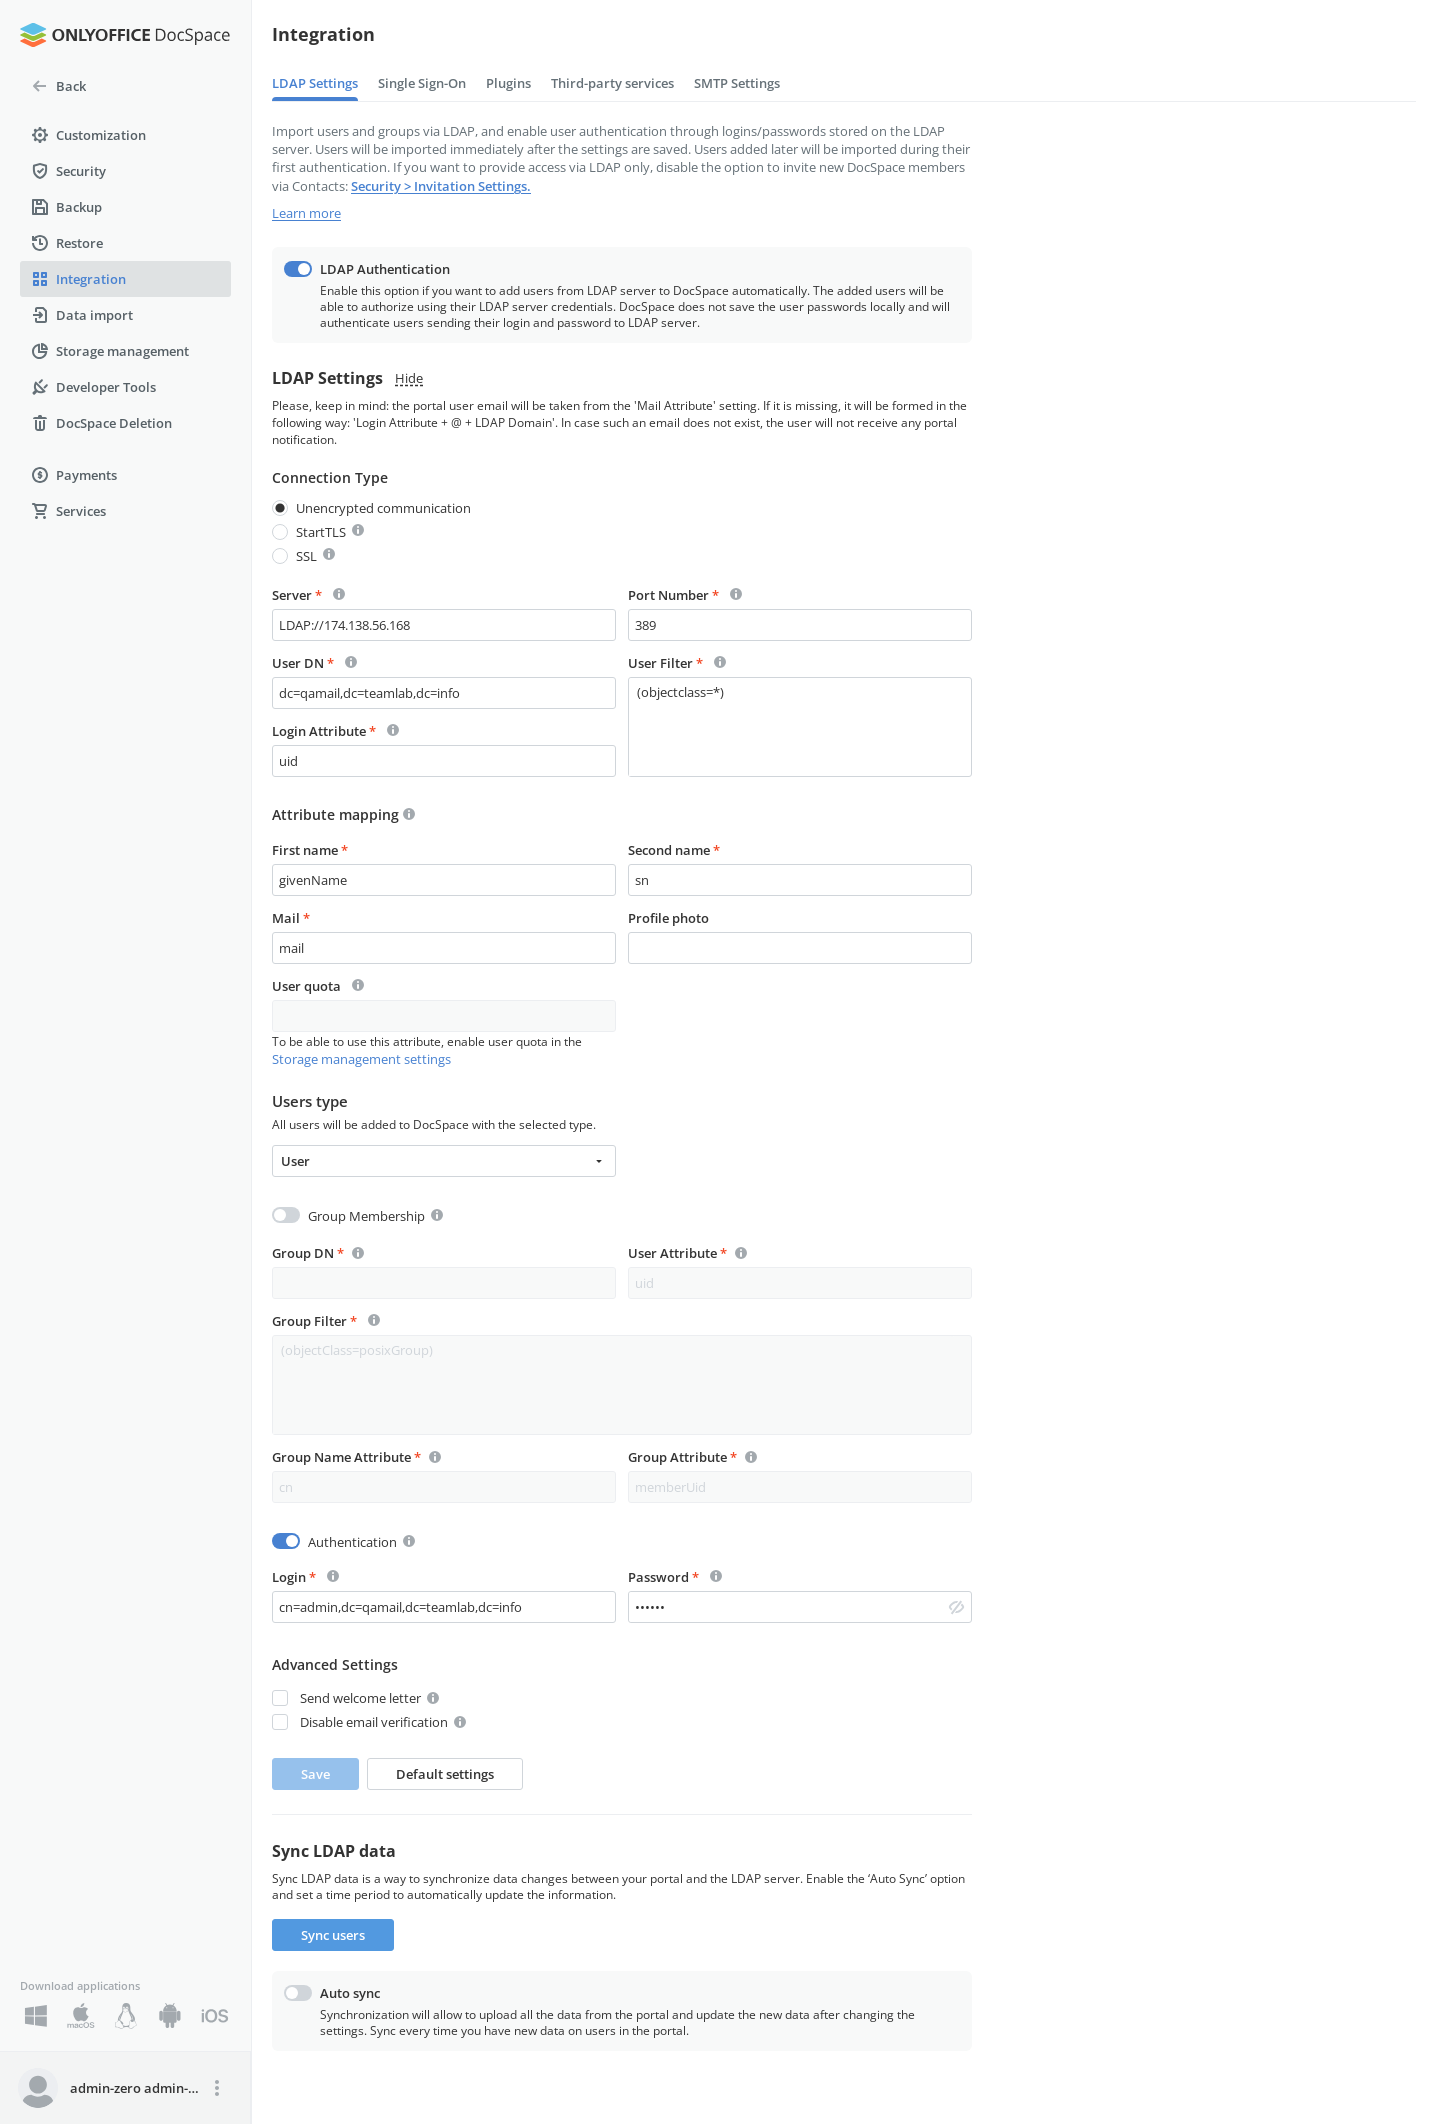 ONLYOFFICE DocSpace
Back
Customization
Security
Backup
Restore
Integration
Data import
Storage management
Developer Tools
DocSpace Deletion
Payments
Services
Download applications
macOS
iOS
admin-zero admin-...
Integration
LDAP Settings Single Sign-On Plugins Third-party services SMTP Settings
Import users and groups via LDAP, and enable user authentication through logins/passwords stored on the LDAP
server. Users will be imported immediately after the settings are saved. Users added later will be imported during their
first authentication. If you want to provide access via LDAP only, disable the option to invite new DocSpace members
via Contacts: Security > Invitation Settings.
Learn more
LDAP Authentication
Enable this option if you want to add users from LDAP server to DocSpace automatically. The added users will be
able to authorize using their LDAP server credentials. DocSpace does not save the user passwords locally and will
authenticate users sending their login and password to LDAP server.
LDAP Settings Hide
Please, keep in mind: the portal user email will be taken from the 'Mail Attribute' setting. If it is missing, it will be formed in the
following way: 'Login Attribute + @ + LDAP Domain'. In case such an email does not exist, the user will not receive any portal
notification.
Connection Type
Unencrypted communication
StartTLS
SSL
Server * Port Number *
LDAP://174.138.56.168 389
User DN * User Filter *
dc=qamail,dc=teamlab,dc=info (objectclass=*)
Login Attribute *
uid
Attribute mapping
First name * Second name *
givenName sn
Mail * Profile photo
mail
User quota
To be able to use this attribute, enable user quota in the
Storage management settings
Users type
All users will be added to DocSpace with the selected type.
User
Group Membership
Group DN * User Attribute *
uid
Group Filter *
(objectClass=posixGroup)
Group Name Attribute * Group Attribute *
cn memberUid
Authentication
Login * Password *
cn=admin,dc=qamail,dc=teamlab,dc=info ••••••
Advanced Settings
Send welcome letter
Disable email verification
Save Default settings
Sync LDAP data
Sync LDAP data is a way to synchronize data changes between your portal and the LDAP server. Enable the ‘Auto Sync’ option
and set a time period to automatically update the information.
Sync users
Auto sync
Synchronization will allow to upload all the data from the portal and update the new data after changing the
settings. Sync every time you have new data on users in the portal.